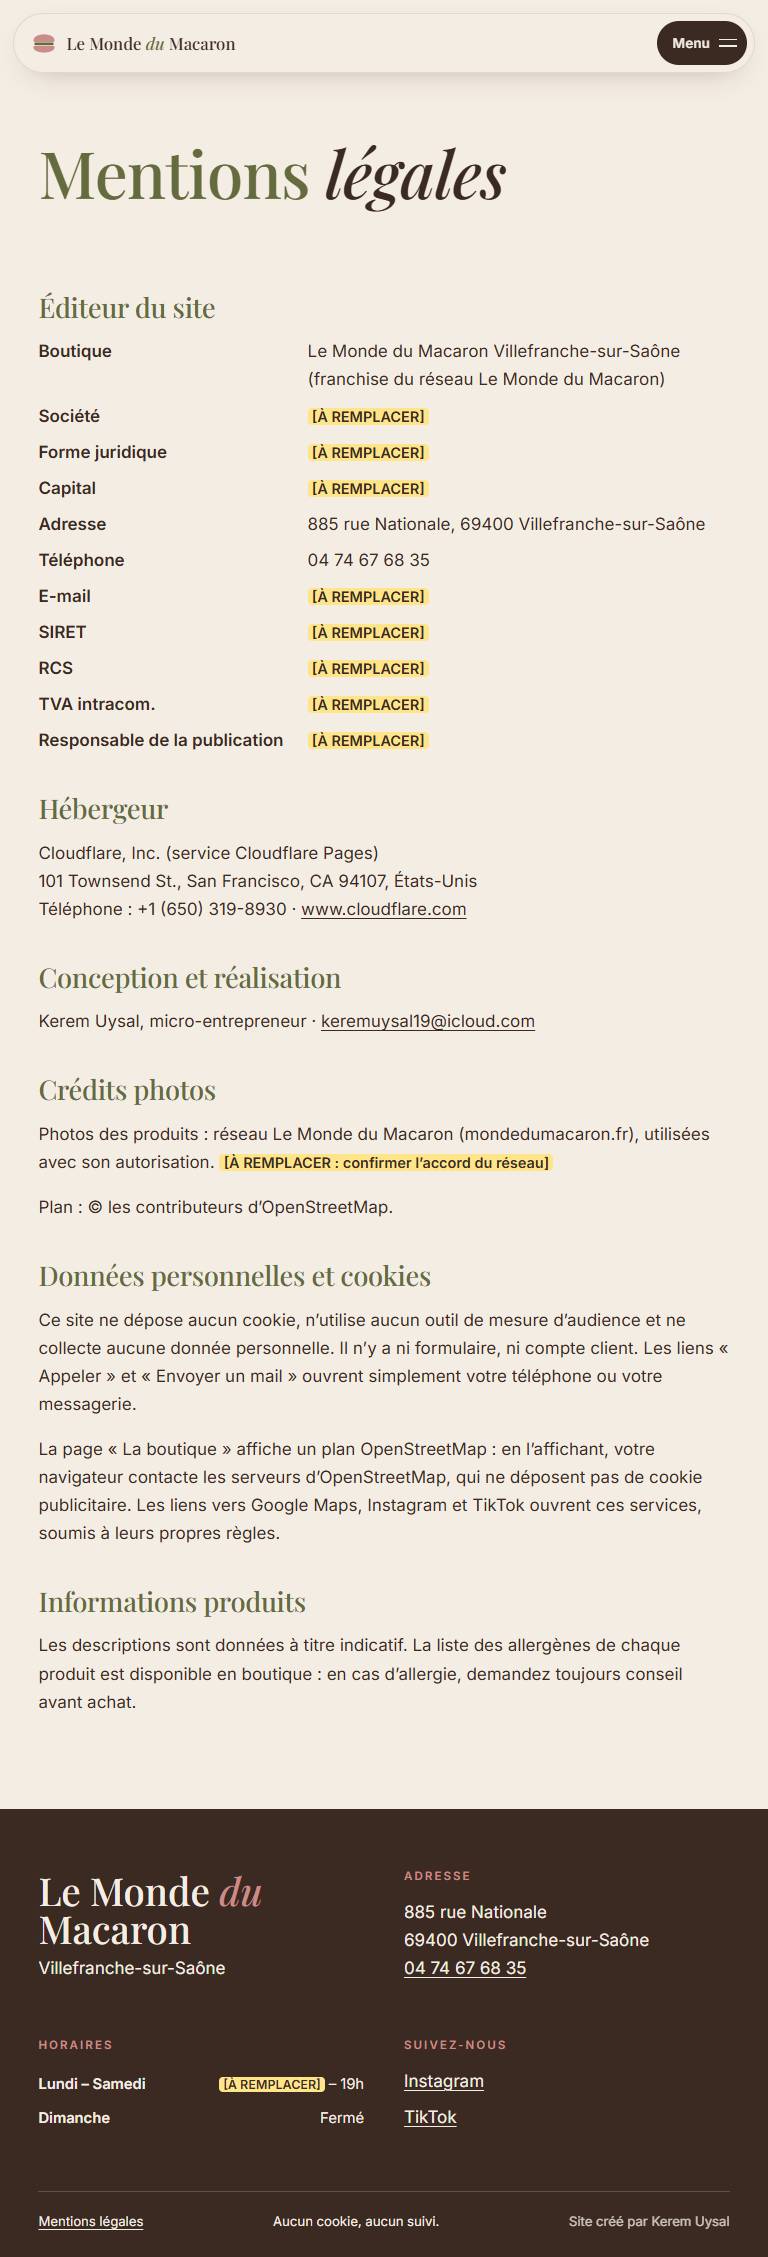 Le Monde du Macaron
Menu
Mentions légales
Éditeur du site
Boutique Le Monde du Macaron Villefranche-sur-Saône
(franchise du réseau Le Monde du Macaron)
Société [À REMPLACER]
Forme juridique [À REMPLACER]
Capital [À REMPLACER]
Adresse 885 rue Nationale, 69400 Villefranche-sur-Saône
Téléphone 04 74 67 68 35
E-mail [À REMPLACER]
SIRET [À REMPLACER]
RCS [À REMPLACER]
TVA intracom. [À REMPLACER]
Responsable de la publication [À REMPLACER]
Hébergeur
Cloudflare, Inc. (service Cloudflare Pages)
101 Townsend St., San Francisco, CA 94107, États-Unis
Téléphone : +1 (650) 319-8930 · www.cloudflare.com
Conception et réalisation
Kerem Uysal, micro-entrepreneur · keremuysal19@icloud.com
Crédits photos
Photos des produits : réseau Le Monde du Macaron (mondedumacaron.fr), utilisées
avec son autorisation. [À REMPLACER : confirmer l’accord du réseau]
Plan : © les contributeurs d’OpenStreetMap.
Données personnelles et cookies
Ce site ne dépose aucun cookie, n’utilise aucun outil de mesure d’audience et ne
collecte aucune donnée personnelle. Il n’y a ni formulaire, ni compte client. Les liens «
Appeler » et « Envoyer un mail » ouvrent simplement votre téléphone ou votre
messagerie.
La page « La boutique » affiche un plan OpenStreetMap : en l’affichant, votre
navigateur contacte les serveurs d’OpenStreetMap, qui ne déposent pas de cookie
publicitaire. Les liens vers Google Maps, Instagram et TikTok ouvrent ces services,
soumis à leurs propres règles.
Informations produits
Les descriptions sont données à titre indicatif. La liste des allergènes de chaque
produit est disponible en boutique : en cas d’allergie, demandez toujours conseil
avant achat.
Le Monde du
Macaron
Villefranche-sur-Saône
ADRESSE
885 rue Nationale
69400 Villefranche-sur-Saône
04 74 67 68 35
HORAIRES
Lundi – Samedi [À REMPLACER] – 19h
Dimanche Fermé
SUIVEZ-NOUS
Instagram
TikTok
Mentions légales
Aucun cookie, aucun suivi.
Site créé par Kerem Uysal